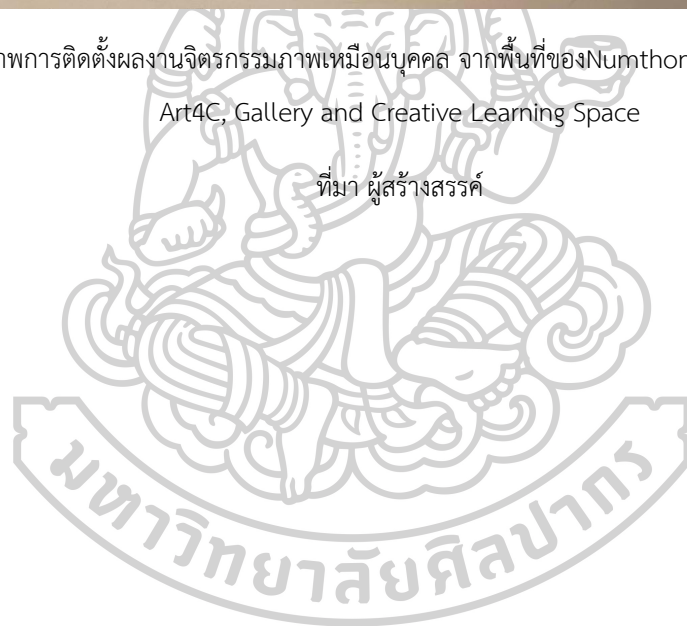 การติดตั้งผลงานจิตรกรรมภาพเหมือนบุคคล จากพื้นที่ของNumthon
Art4C, Gallery and Creative Learning Space
ที่มา ผู้สร้างสรรค์
มหาวิทยาลัยศิลปากร